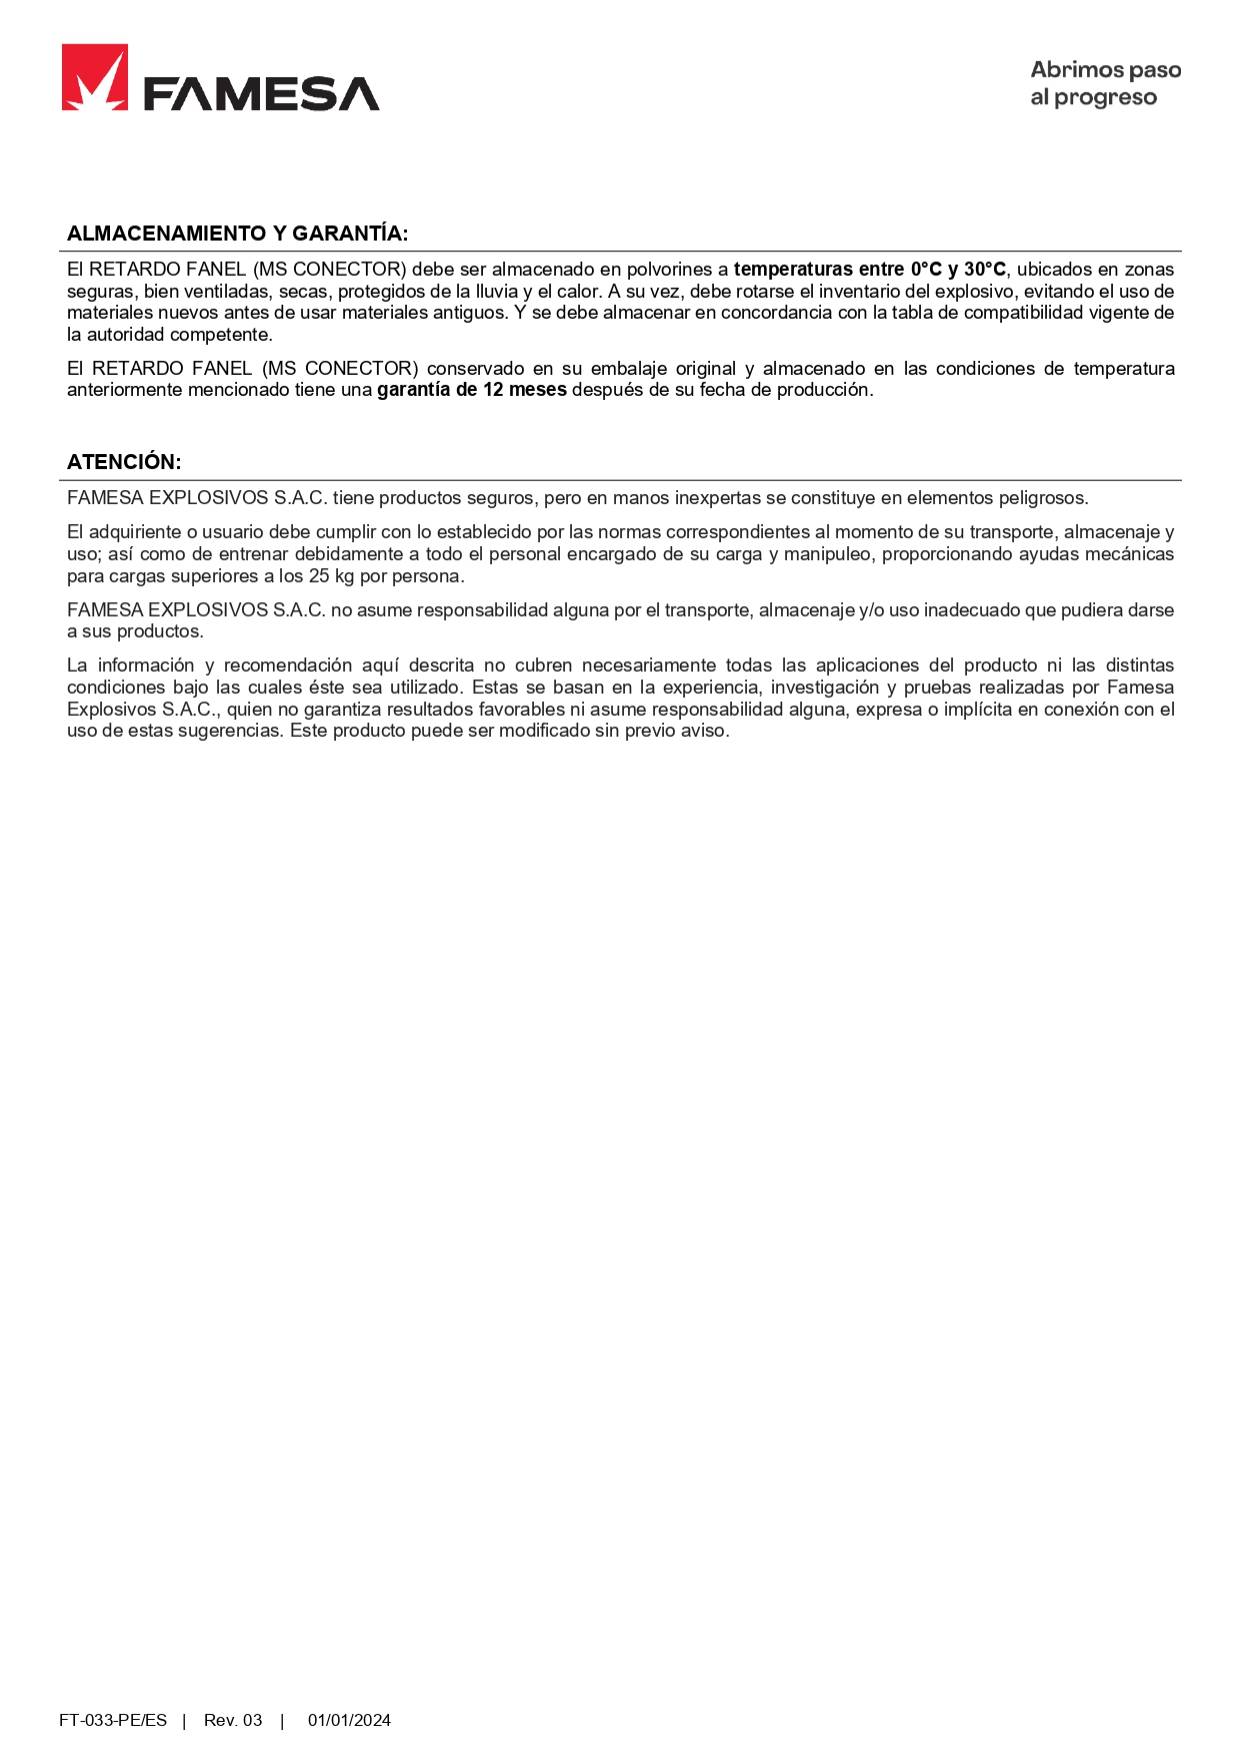 FAMESA
Abrimos paso
al progreso
ALMACENAMIENTO Y GARANTÍA:
El RETARDO FANEL (MS CONECTOR) debe ser almacenado en polvorines a temperaturas entre 0°C y 30°C, ubicados en zonas
seguras, bien ventiladas, secas, protegidos de la lluvia y el calor. A su vez, debe rotarse el inventario del explosivo, evitando el uso de
materiales nuevos antes de usar materiales antiguos. Y se debe almacenar en concordancia con la tabla de compatibilidad vigente de
la autoridad competente.
El RETARDO FANEL (MS CONECTOR) conservado en su embalaje original y almacenado en las condiciones de temperatura
anteriormente mencionado tiene una garantía de 12 meses después de su fecha de producción.
ATENCIÓN:
FAMESA EXPLOSIVOS S.A.C. tiene productos seguros, pero en manos inexpertas se constituye en elementos peligrosos.
El adquiriente o usuario debe cumplir con lo establecido por las normas correspondientes al momento de su transporte, almacenaje y
uso; así como de entrenar debidamente a todo el personal encargado de su carga y manipuleo, proporcionando ayudas mecánicas
para cargas superiores a los 25 kg por persona.
FAMESA EXPLOSIVOS S.A.C. no asume responsabilidad alguna por el transporte, almacenaje y/o uso inadecuado que pudiera darse
a sus productos.
La información y recomendación aquí descrita no cubren necesariamente todas las aplicaciones del producto ni las distintas
condiciones bajo las cuales éste sea utilizado. Estas se basan en la experiencia, investigación y pruebas realizadas por Famesa
Explosivos S.A.C., quien no garantiza resultados favorables ni asume responsabilidad alguna, expresa o implícita en conexión con el
uso de estas sugerencias. Este producto puede ser modificado sin previo aviso.
FT-033-PE/ES | Rev. 03 | 01/01/2024